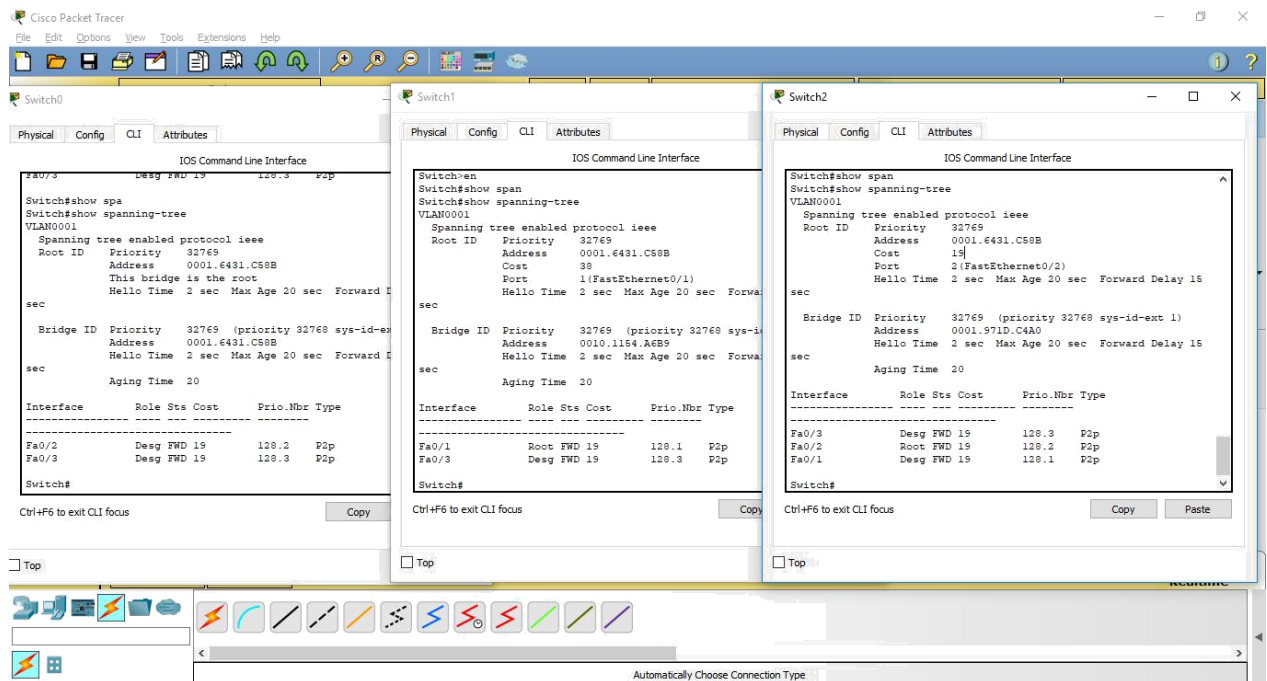 Cisco Packet Tracer
File Edit Options View Tools Extensions Help
Switch0
Physical Config CLI Attributes
IOS Command Line Interface
Fa0/3 Desg FWD 19 128.3 P2p
Switch#show spa
Switch#show spanning-tree
VLAN0001
Spanning tree enabled protocol ieee
Root ID Priority 32769
Address 0001.6431.C58B
This bridge is the root
Hello Time 2 sec Max Age 20 sec Forward
sec
Bridge ID Priority 32769 (priority 32768 sys-id-ex
Address 0001.6431.C58B
Hello Time 2 sec Max Age 20 sec Forward
sec
Aging Time 20
Interface Role Sts Cost Prio.Nbr Type
---------------- ---- --- --------- --------
--------------------------------
Fa0/2 Desg FWD 19 128.2 P2p
Fa0/3 Desg FWD 19 128.3 P2p
Switch#
Ctrl+F6 to exit CLI focus
Copy
Top
Switch1
Physical Config CLI Attributes
IOS Command Line Interface
Switch>en
Switch#show span
Switch#show spanning-tree
VLAN0001
Spanning tree enabled protocol ieee
Root ID Priority 32769
Address 0001.6431.C58B
Cost 38
Port 1(FastEthernet0/1)
Hello Time 2 sec Max Age 20 sec Forwa
sec
Bridge ID Priority 32769 (priority 32768 sys-i
Address 0010.1154.A6B9
Hello Time 2 sec Max Age 20 sec Forwa
sec
Aging Time 20
Interface Role Sts Cost Prio.Nbr Type
---------------- ---- --- --------- --------
--------------------------------
Fa0/1 Root FWD 19 128.1 P2p
Fa0/3 Desg FWD 19 128.3 P2p
Switch#
Ctrl+F6 to exit CLI focus
Copy
Top
Switch2
Physical Config CLI Attributes
IOS Command Line Interface
Switch#show span
Switch#show spanning-tree
VLAN0001
Spanning tree enabled protocol ieee
Root ID Priority 32769
Address 0001.6431.C58B
Cost 19
Port 2(FastEthernet0/2)
Hello Time 2 sec Max Age 20 sec Forward Delay 15
sec
Bridge ID Priority 32769 (priority 32768 sys-id-ext 1)
Address 0001.971D.C4A0
Hello Time 2 sec Max Age 20 sec Forward Delay 15
sec
Aging Time 20
Interface Role Sts Cost Prio.Nbr Type
---------------- ---- --- --------- --------
--------------------------------
Fa0/3 Desg FWD 19 128.3 P2p
Fa0/2 Root FWD 19 128.2 P2p
Fa0/1 Desg FWD 19 128.1 P2p
Switch#
Ctrl+F6 to exit CLI focus
Copy Paste
Top
Realtime
Automatically Choose Connection Type